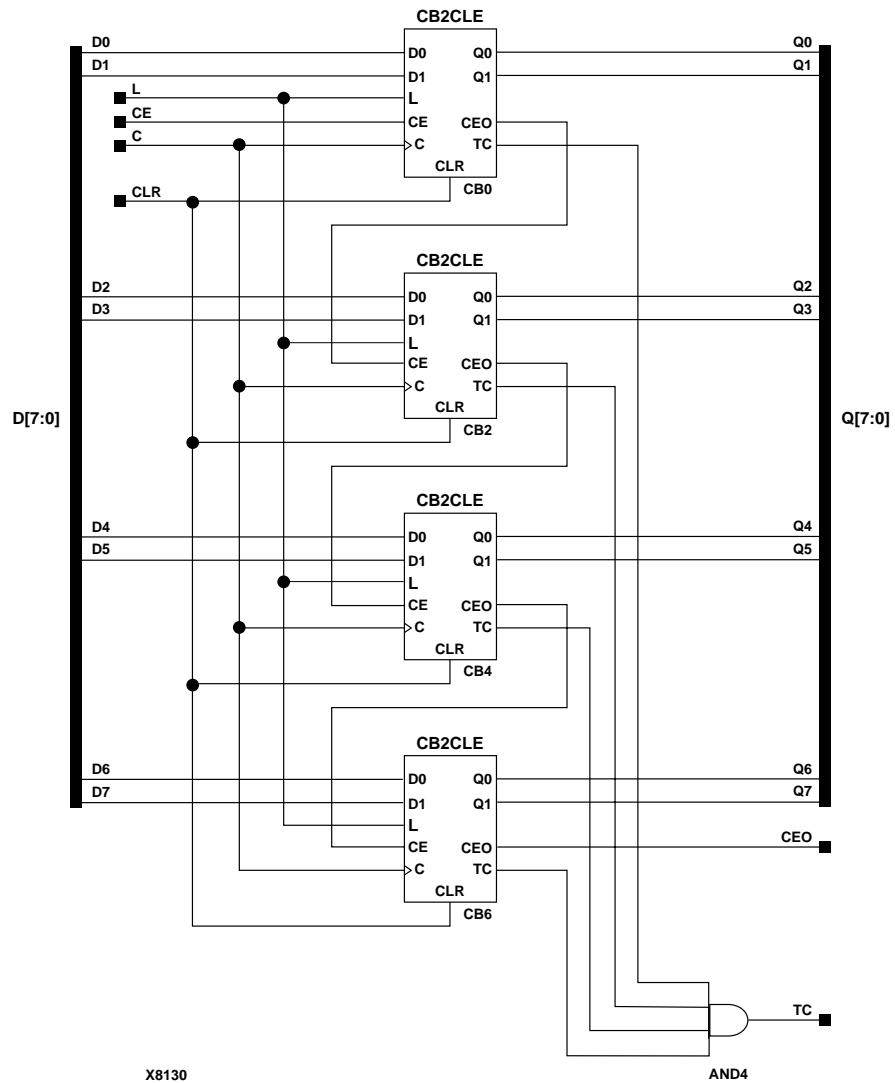 CB2CLE
D0
D0
Q0
Q0
D1
D1
Q1
Q1
L
L
CE
CE
CEO
C
C
TC
CLR
CLR
CB0
CB2CLE
D2
D0
Q0
Q2
D3
D1
Q1
Q3
L
CE
CEO
C
TC
CLR
CB2
D[7:0]
Q[7:0]
CB2CLE
D4
D0
Q0
Q4
D5
D1
Q1
Q5
L
CE
CEO
C
TC
CLR
CB4
CB2CLE
D6
D0
Q0
Q6
D7
D1
Q1
Q7
L
CE
CEO
CEO
C
TC
CLR
CB6
TC
X8130
AND4